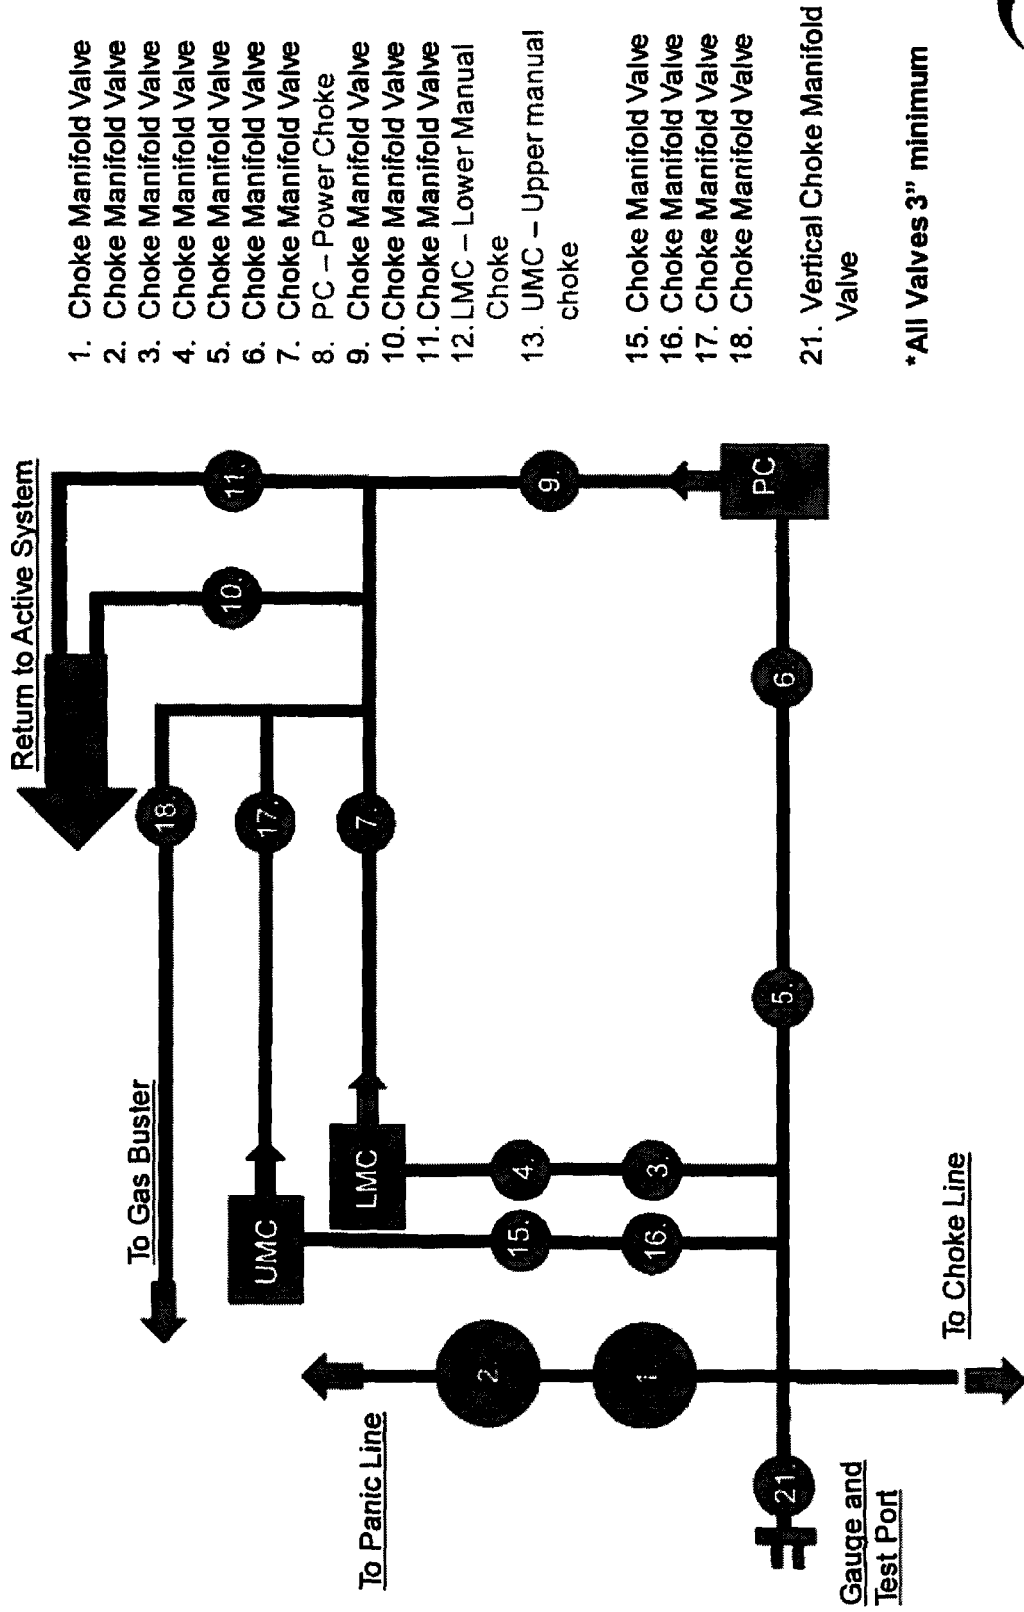 Return to Active System
To Gas Buster
To Panic Line
To Choke Line
Gauge and
Test Port
UMC
LMC
PC
18.
17.
7.
10.
11.
9.
6.
5.
4.
3.
15.
16.
2.
1.
21.
1. Choke Manifold Valve
2. Choke Manifold Valve
3. Choke Manifold Valve
4. Choke Manifold Valve
5. Choke Manifold Valve
6. Choke Manifold Valve
7. Choke Manifold Valve
8. PC – Power Choke
9. Choke Manifold Valve
10. Choke Manifold Valve
11. Choke Manifold Valve
12. LMC – Lower Manual
Choke
13. UMC – Upper manual
choke
15. Choke Manifold Valve
16. Choke Manifold Valve
17. Choke Manifold Valve
18. Choke Manifold Valve
21. Vertical Choke Manifold
Valve
*All Valves 3" minimum